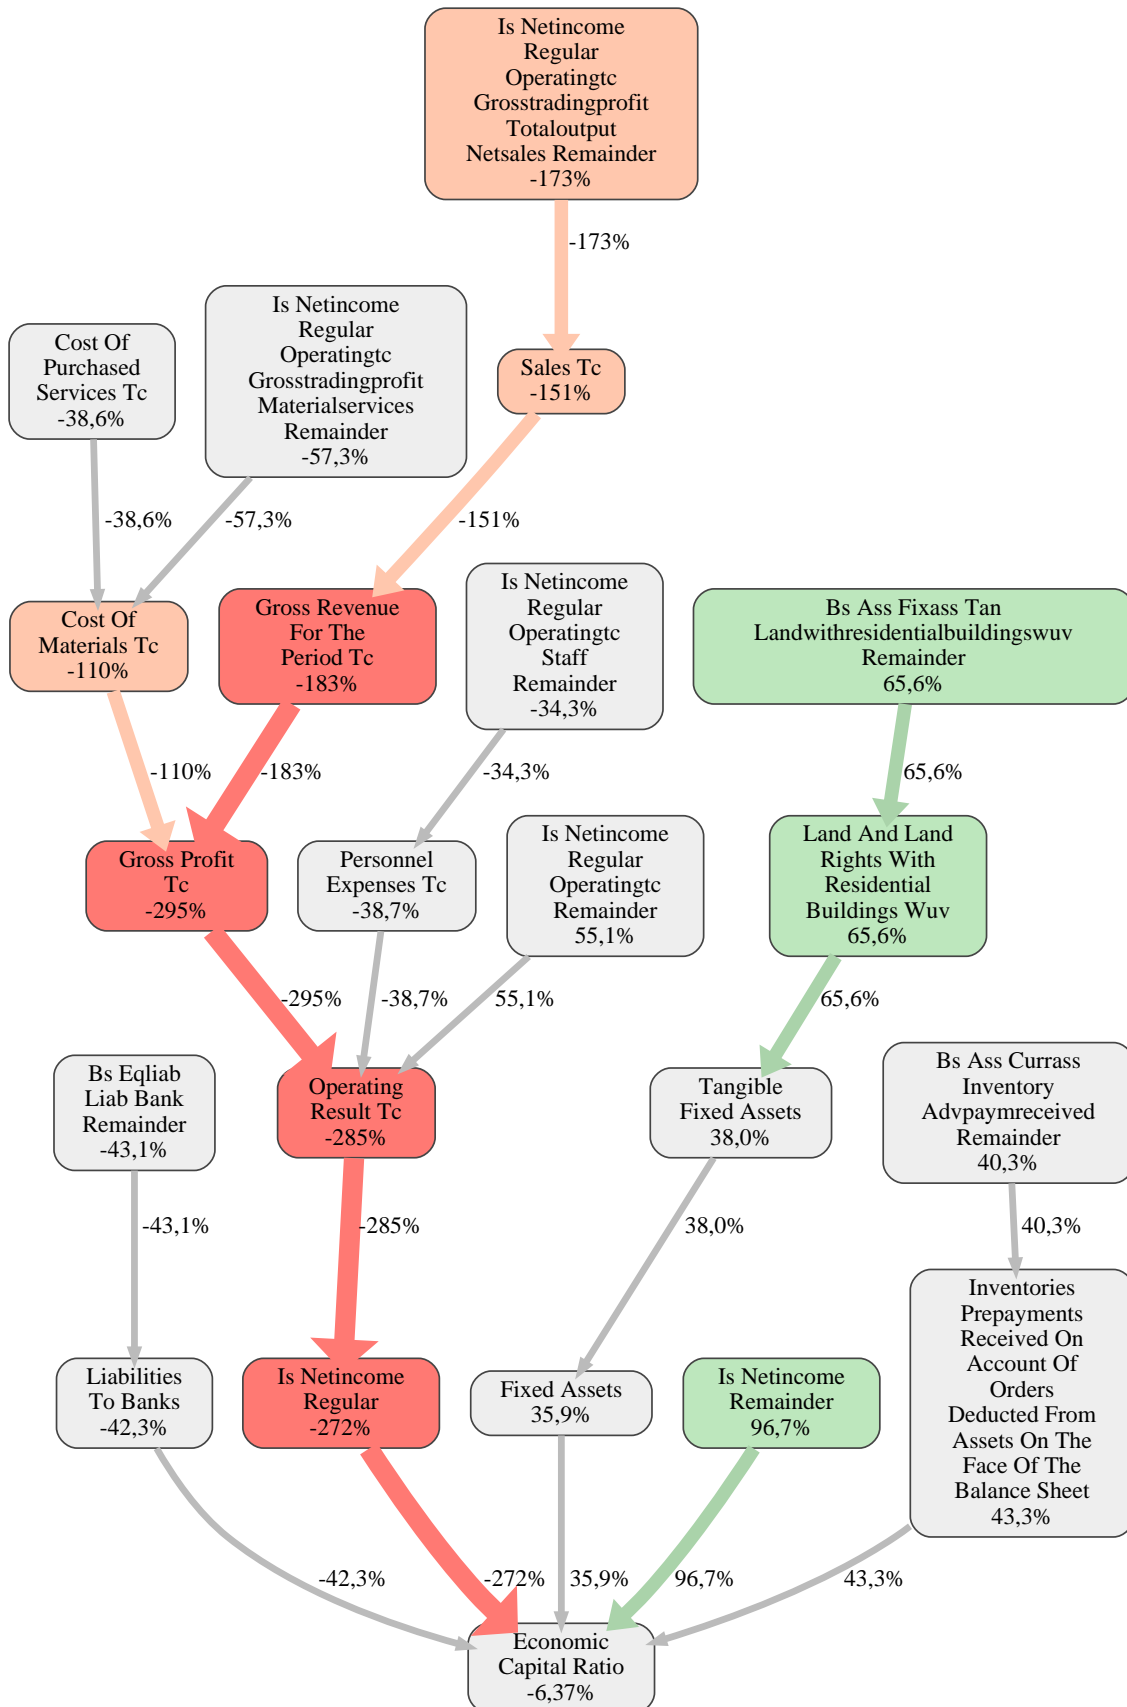 Is Netincome
Regular
Operatingtc
Grosstradingprofit
Totaloutput
Netsales Remainder
-173%
-173%
Cost Of
Purchased
Services Tc
-38,6%
Is Netincome
Regular
Operatingtc
Grosstradingprofit
Materialservices
Remainder
-57,3%
Sales Tc
-151%
-38,6%
-57,3%
-151%
Cost Of
Materials Tc
-110%
Gross Revenue
For The
Period Tc
-183%
Is Netincome
Regular
Operatingtc
Staff
Remainder
-34,3%
Bs Ass Fixass Tan
Landwithresidentialbuildingswuv
Remainder
65,6%
-110%
-183%
-34,3%
65,6%
Gross Profit
Tc
-295%
Personnel
Expenses Tc
-38,7%
Is Netincome
Regular
Operatingtc
Remainder
55,1%
Land And Land
Rights With
Residential
Buildings Wuv
65,6%
-295%
-38,7%
55,1%
65,6%
Bs Eqliab
Liab Bank
Remainder
-43,1%
Operating
Result Tc
-285%
Tangible
Fixed Assets
38,0%
Bs Ass Currass
Inventory
Advpaymreceived
Remainder
40,3%
-43,1%
-285%
38,0%
40,3%
Liabilities
To Banks
-42,3%
Is Netincome
Regular
-272%
Fixed Assets
35,9%
Is Netincome
Remainder
96,7%
Inventories
Prepayments
Received On
Account Of
Orders
Deducted From
Assets On The
Face Of The
Balance Sheet
43,3%
-42,3%
-272%
35,9%
96,7%
43,3%
Economic
Capital Ratio
-6,37%